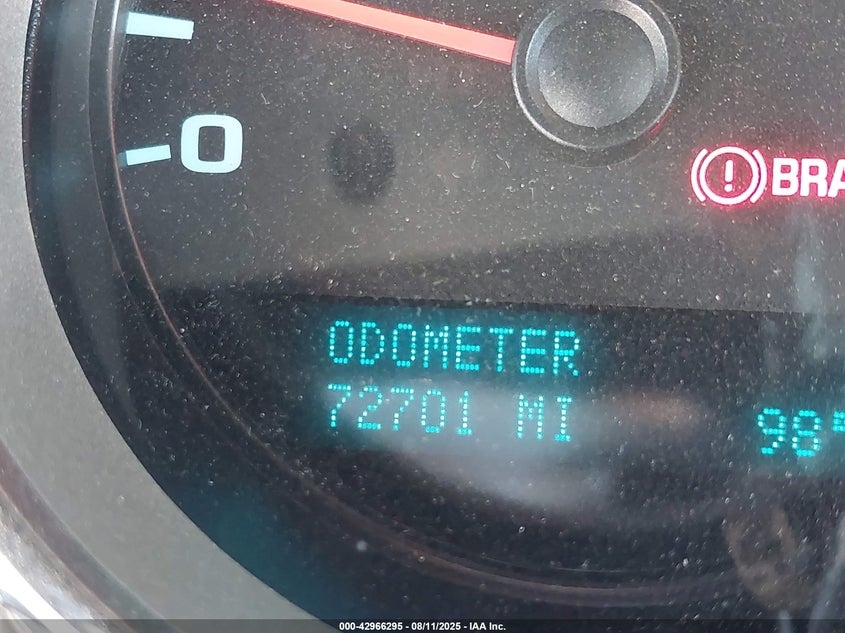 0
BRA
ODOMETER
72701 MI
98°
000-42966295 - 08/11/2025 - IAA Inc.